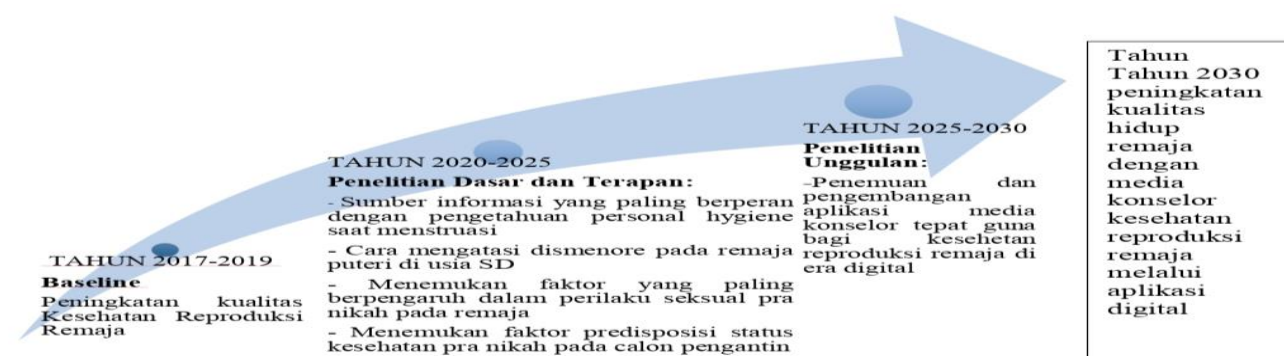 TAHUN 2017-2019
Baseline
Peningkatan kualitas
Kesehatan Reproduksi
Remaja
TAHUN 2020-2025
Penelitian Dasar dan Terapan:
- Sumber informasi yang paling berperan
dengan pengetahuan personal hygiene
saat menstruasi
- Cara mengatasi dismenore pada remaja
puteri di usia SD
- Menemukan faktor yang paling
berpengaruh dalam perilaku seksual pra
nikah pada remaja
- Menemukan faktor predisposisi status
kesehatan pra nikah pada calon pengantin
TAHUN 2025-2030
Penelitian
Unggulan:
-Penemuan dan
pengembangan
aplikasi media
konselor tepat guna
bagi kesehetan
reproduksi remaja di
era digital
Tahun
Tahun 2030
peningkatan
kualitas
hidup
remaja
dengan
media
konselor
kesehatan
reproduksi
remaja
melalui
aplikasi
digital